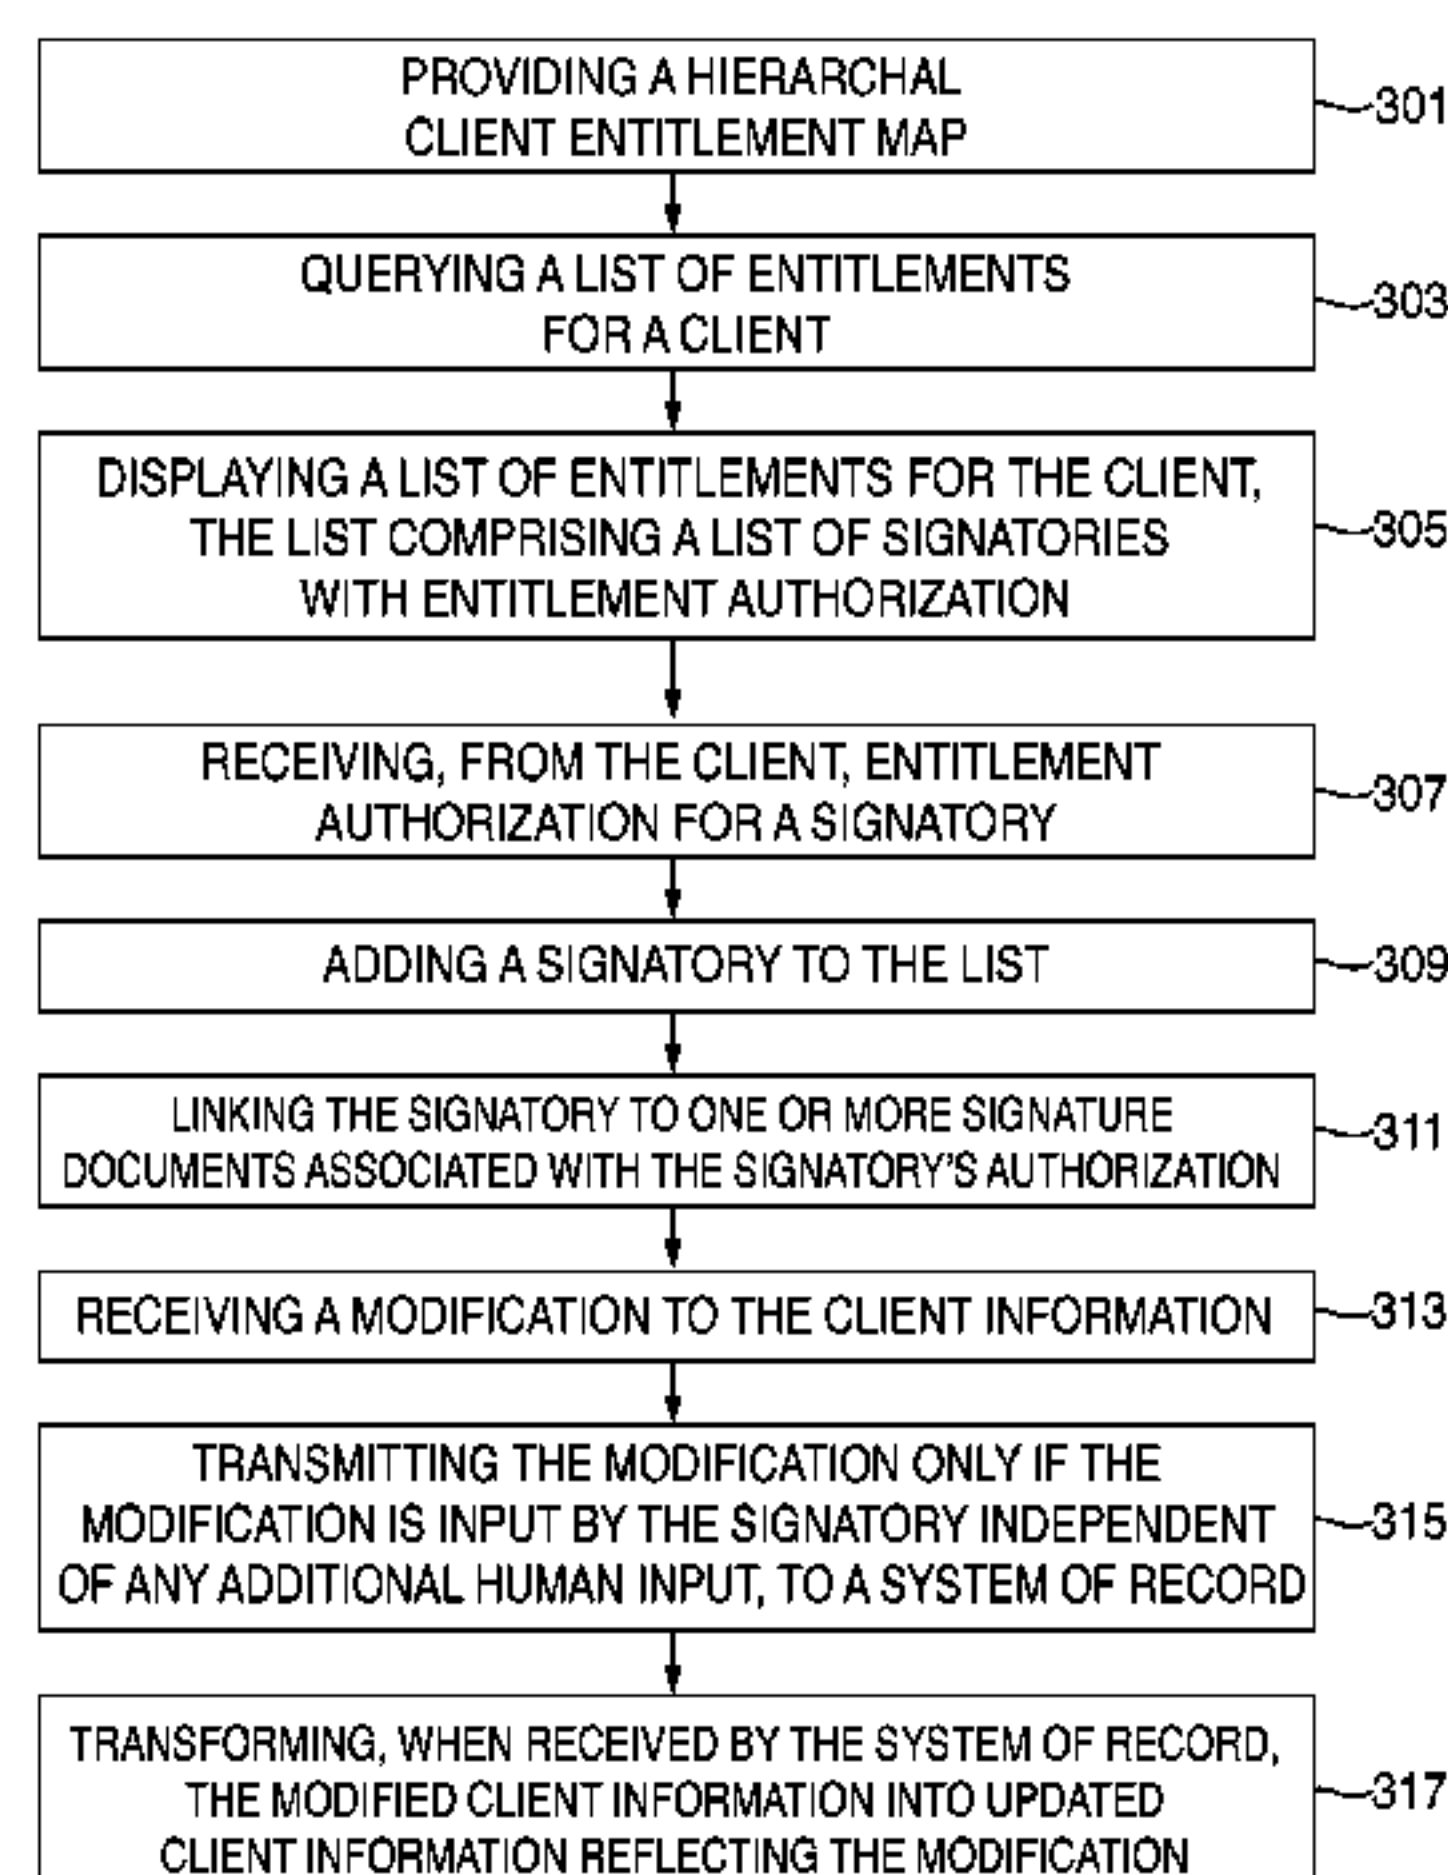 PROVIDING A HIERARCHAL
CLIENT ENTITLEMENT MAP
301
QUERYING A LIST OF ENTITLEMENTS
FOR A CLIENT
303
DISPLAYING A LIST OF ENTITLEMENTS FOR THE CLIENT,
THE LIST COMPRISING A LIST OF SIGNATORIES
WITH ENTITLEMENT AUTHORIZATION
305
RECEIVING, FROM THE CLIENT, ENTITLEMENT
AUTHORIZATION FOR A SIGNATORY
307
ADDING A SIGNATORY TO THE LIST
309
LINKING THE SIGNATORY TO ONE OR MORE SIGNATURE
DOCUMENTS ASSOCIATED WITH THE SIGNATORY'S AUTHORIZATION
311
RECEIVING A MODIFICATION TO THE CLIENT INFORMATION
313
TRANSMITTING THE MODIFICATION ONLY IF THE
MODIFICATION IS INPUT BY THE SIGNATORY INDEPENDENT
OF ANY ADDITIONAL HUMAN INPUT, TO A SYSTEM OF RECORD
315
TRANSFORMING, WHEN RECEIVED BY THE SYSTEM OF RECORD,
THE MODIFIED CLIENT INFORMATION INTO UPDATED
CLIENT INFORMATION REFLECTING THE MODIFICATION
317